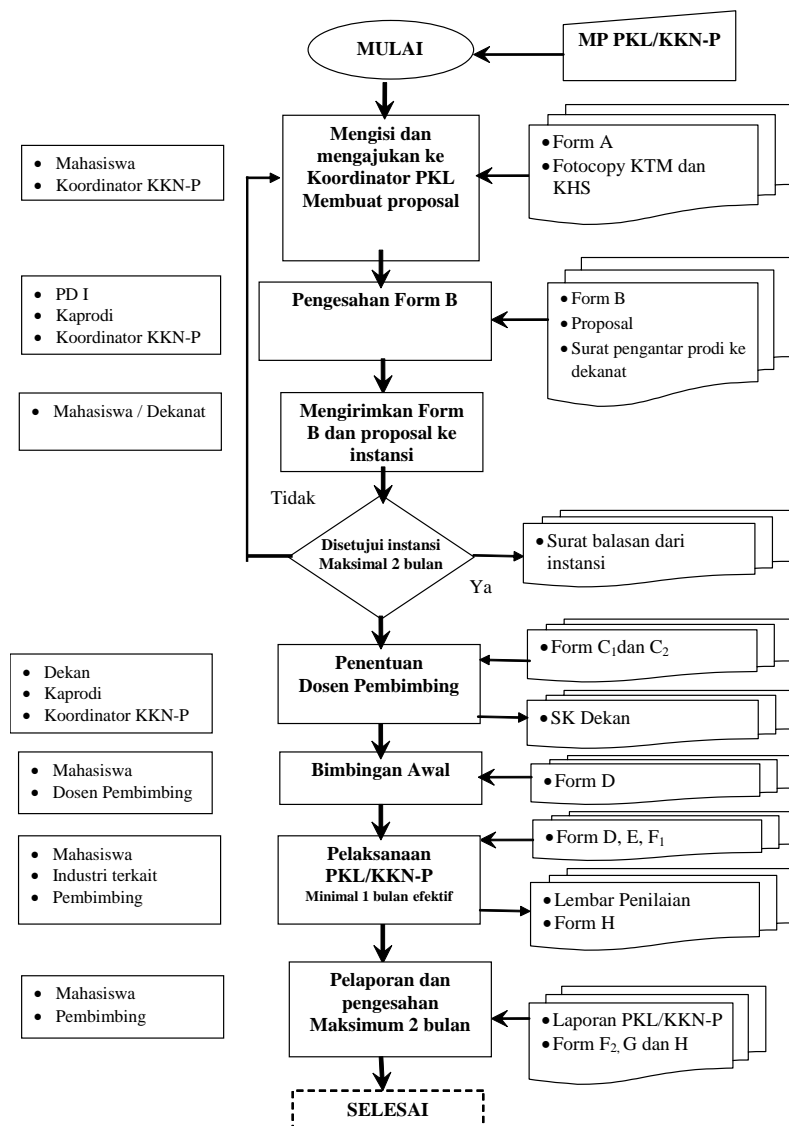 MULAI
MP PKL/KKN-P
• Mahasiswa
• Koordinator KKN-P
Mengisi dan
mengajukan ke
Koordinator PKL
Membuat proposal
• Form A
• Fotocopy KTM dan
KHS
• PD I
• Kaprodi
• Koordinator KKN-P
Pengesahan Form B
• Form B
• Proposal
• Surat pengantar prodi ke
dekanat
• Mahasiswa / Dekanat
Mengirimkan Form
B dan proposal ke
instansi
Tidak
Disetujui instansi
Maksimal 2 bulan
Ya
• Surat balasan dari
instansi
• Dekan
• Kaprodi
• Koordinator KKN-P
Penentuan
Dosen Pembimbing
• Form C₁dan C₂
• SK Dekan
• Mahasiswa
• Dosen Pembimbing
Bimbingan Awal
• Form D
• Mahasiswa
• Industri terkait
• Pembimbing
Pelaksanaan
PKL/KKN-P
Minimal 1 bulan efektif
• Form D, E, F₁
• Lembar Penilaian
• Form H
• Mahasiswa
• Pembimbing
Pelaporan dan
pengesahan
Maksimum 2 bulan
• Laporan PKL/KKN-P
• Form F₂, G dan H
SELESAI